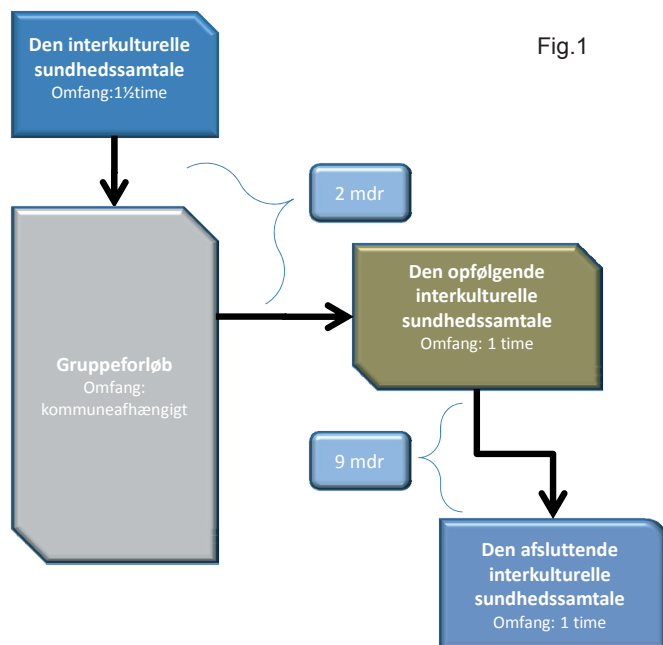 Den interkulturelle
sundhedssamtale
Omfang:1½time
Fig.1
2 mdr
Den opfølgende
interkulturelle
sundhedssamtale
Omfang: 1 time
Gruppeforløb
Omfang:
kommuneafhængigt
9 mdr
Den afsluttende
interkulturelle
sundhedssamtale
Omfang: 1 time